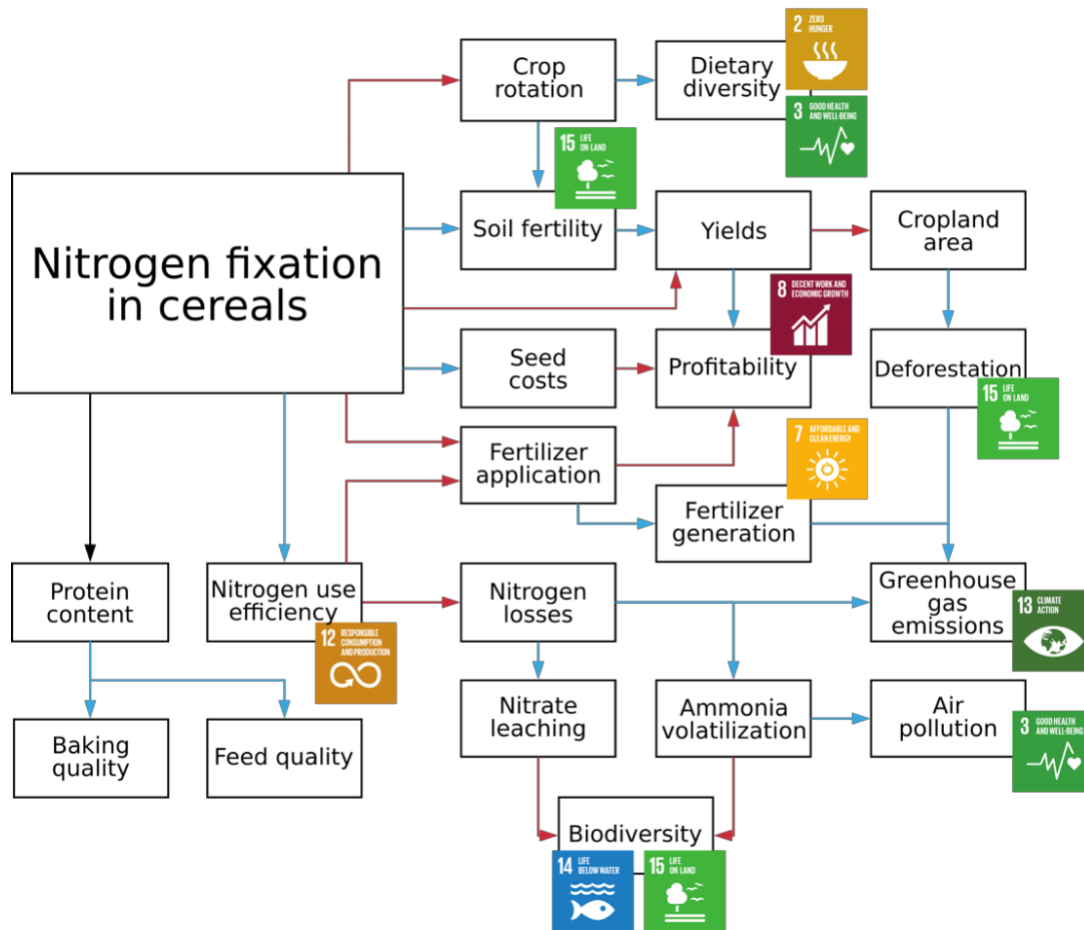 Crop
rotation
Dietary
diversity
2 ZERO
HUNGER
3 GOOD HEALTH
AND WELL-BEING
15 LIFE
ON LAND
Nitrogen fixation
in cereals
Soil fertility
Yields
Cropland
area
8 DECENT WORK AND
ECONOMIC GROWTH
Seed
costs
Profitability
Deforestation
15 LIFE
ON LAND
Fertilizer
application
7 AFFORDABLE AND
CLEAN ENERGY
Fertilizer
generation
Protein
content
Nitrogen use
efficiency
12 RESPONSIBLE
CONSUMPTION
AND PRODUCTION
Nitrogen
losses
Greenhouse
gas
emissions
13 CLIMATE
ACTION
Baking
quality
Feed quality
Nitrate
leaching
Ammonia
volatilization
Air
pollution
3 GOOD HEALTH
AND WELL-BEING
Biodiversity
14 LIFE
BELOW WATER
15 LIFE
ON LAND